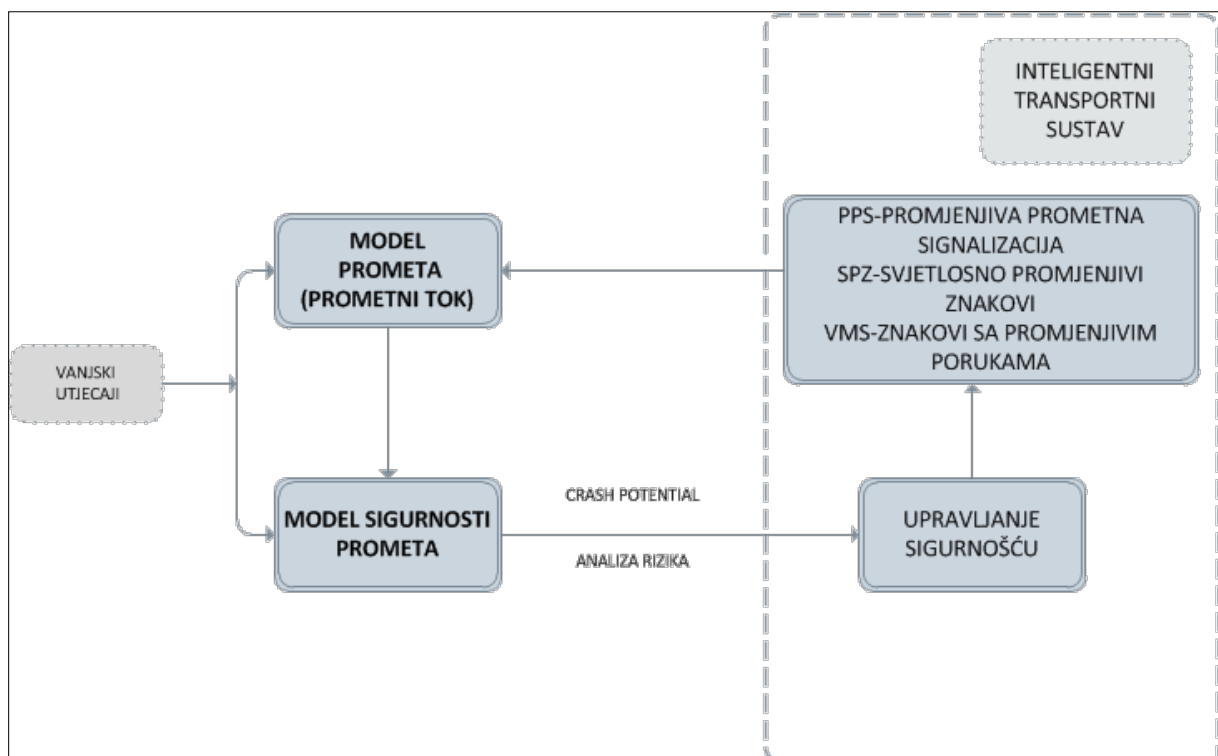 INTELIGENTNI
TRANSPORTNI
SUSTAV
PPS-PROMJENJIVA PROMETNA
SIGNALIZACIJA
SPZ-SVJETLOSNO PROMJENJIVI
ZNAKOVI
VMS-ZNAKOVI SA PROMJENJIVIM
PORUKAMA
MODEL
PROMETA
(PROMETNI TOK)
VANJSKI
UTJECAJI
MODEL SIGURNOSTI
PROMETA
CRASH POTENTIAL
ANALIZA RIZIKA
UPRAVLJANJE
SIGURNOŠĆU